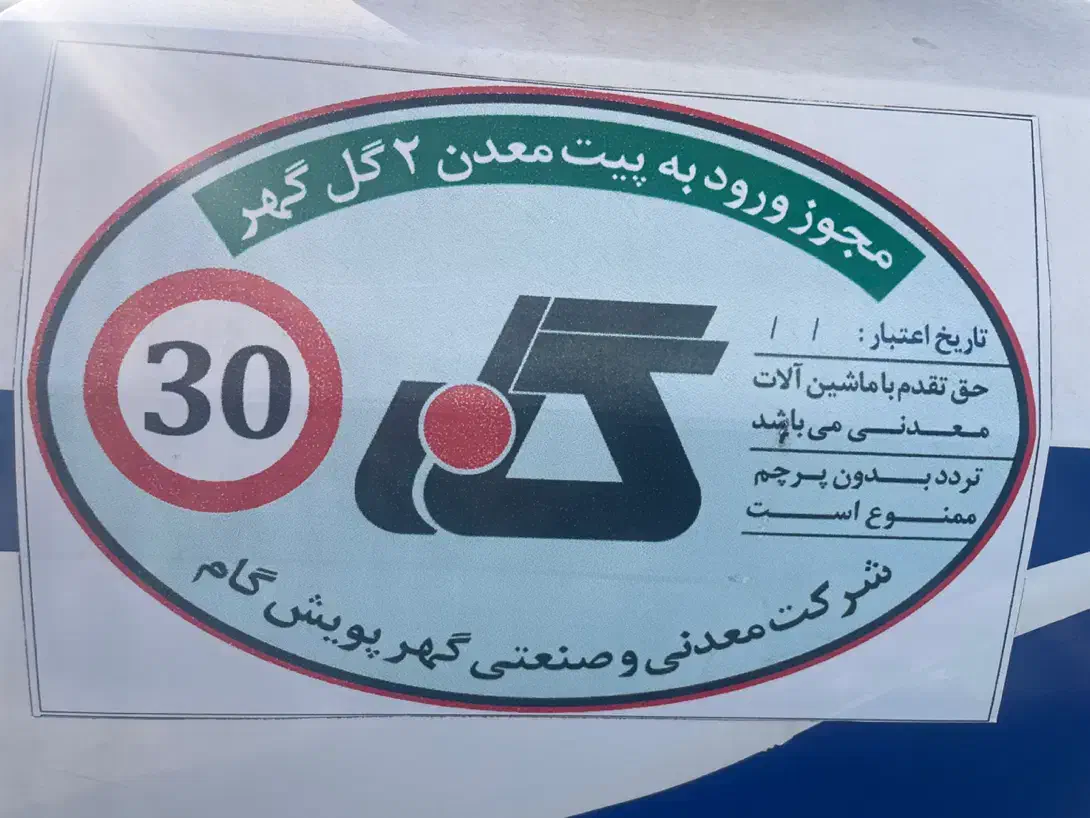 مجوز ورود به پیت معدن ۲ گل گهر
30
تاریخ اعتبار: / /
حق تقدم با ماشین آلات
معدنی می باشد
تردد بدون پرچم
ممنوع است
شرکت معدنی و صنعتی گهر پویش گام